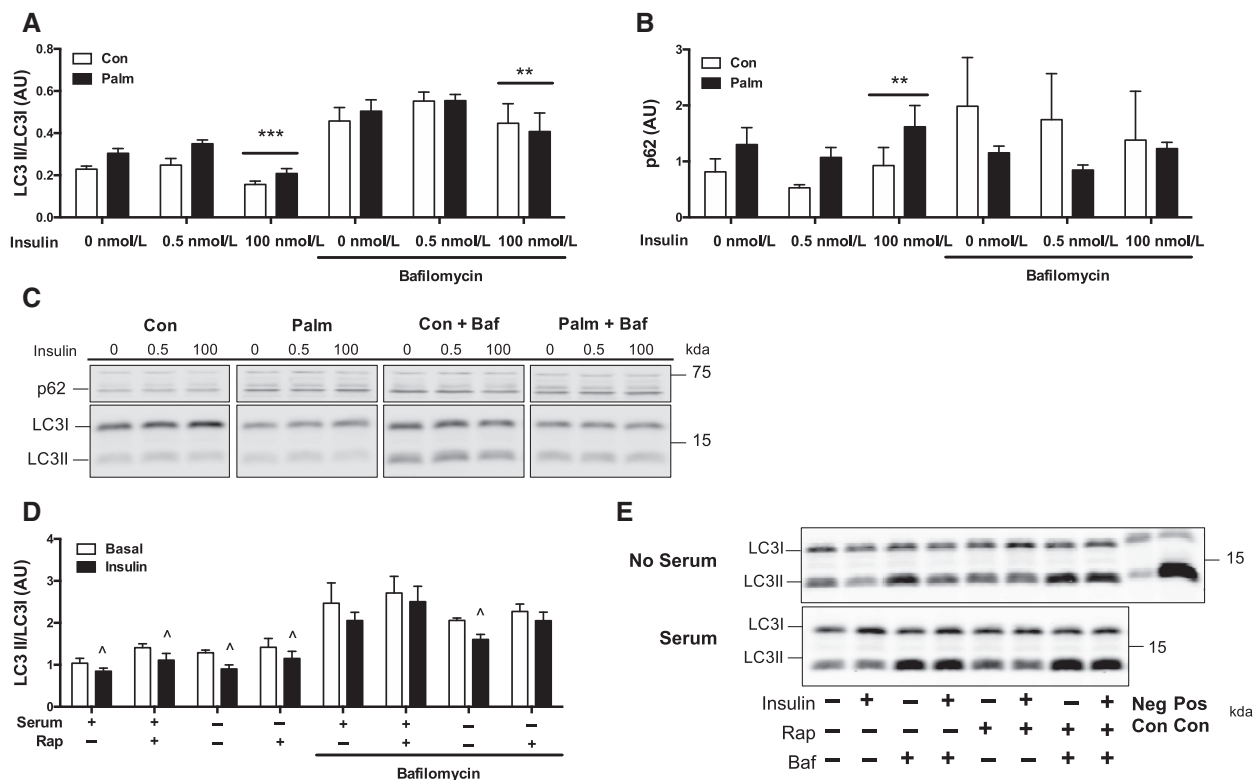 A
LC3 II/LC3I (AU)
0.8
0.6
0.4
0.2
0.0
Con
Palm
***
**
Insulin 0 nmol/L 0.5 nmol/L 100 nmol/L 0 nmol/L 0.5 nmol/L 100 nmol/L
Bafilomycin
B
p62 (AU)
3
2
1
0
Con
Palm
**
Insulin 0 nmol/L 0.5 nmol/L 100 nmol/L 0 nmol/L 0.5 nmol/L 100 nmol/L
Bafilomycin
C
Con Palm Con + Baf Palm + Baf
Insulin 0 0.5 100 0 0.5 100 0 0.5 100 0 0.5 100 kda
p62 75
LC3I
15
LC3II
D
LC3 II/LC3I (AU)
4
3
2
1
0
Basal
Insulin
^ ^ ^ ^ ^
Serum + + – – + + – –
Rap – + – + – + – +
Bafilomycin
E
No Serum
LC3I
15
LC3II
Serum
LC3I
15
LC3II
Insulin – + – + – + – + Neg Pos
Rap – – – – + + + + Con Con kda
Baf – – + + – – + +